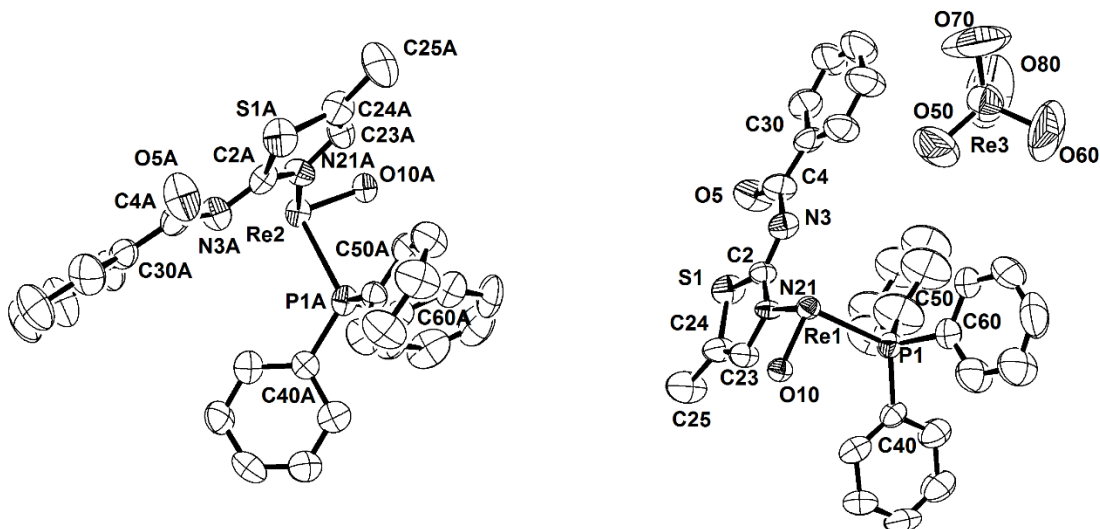 C25A
S1A
C24A
C23A
C2A
N21A
O5A
O10A
C4A
N3A
Re2
C30A
C50A
P1A
C60A
C40A
O70
O80
C30
O50
Re3
O60
O5
C4
N3
C2
S1
N21
C50
C24
Re1
C60
P1
C23
O10
C25
C40